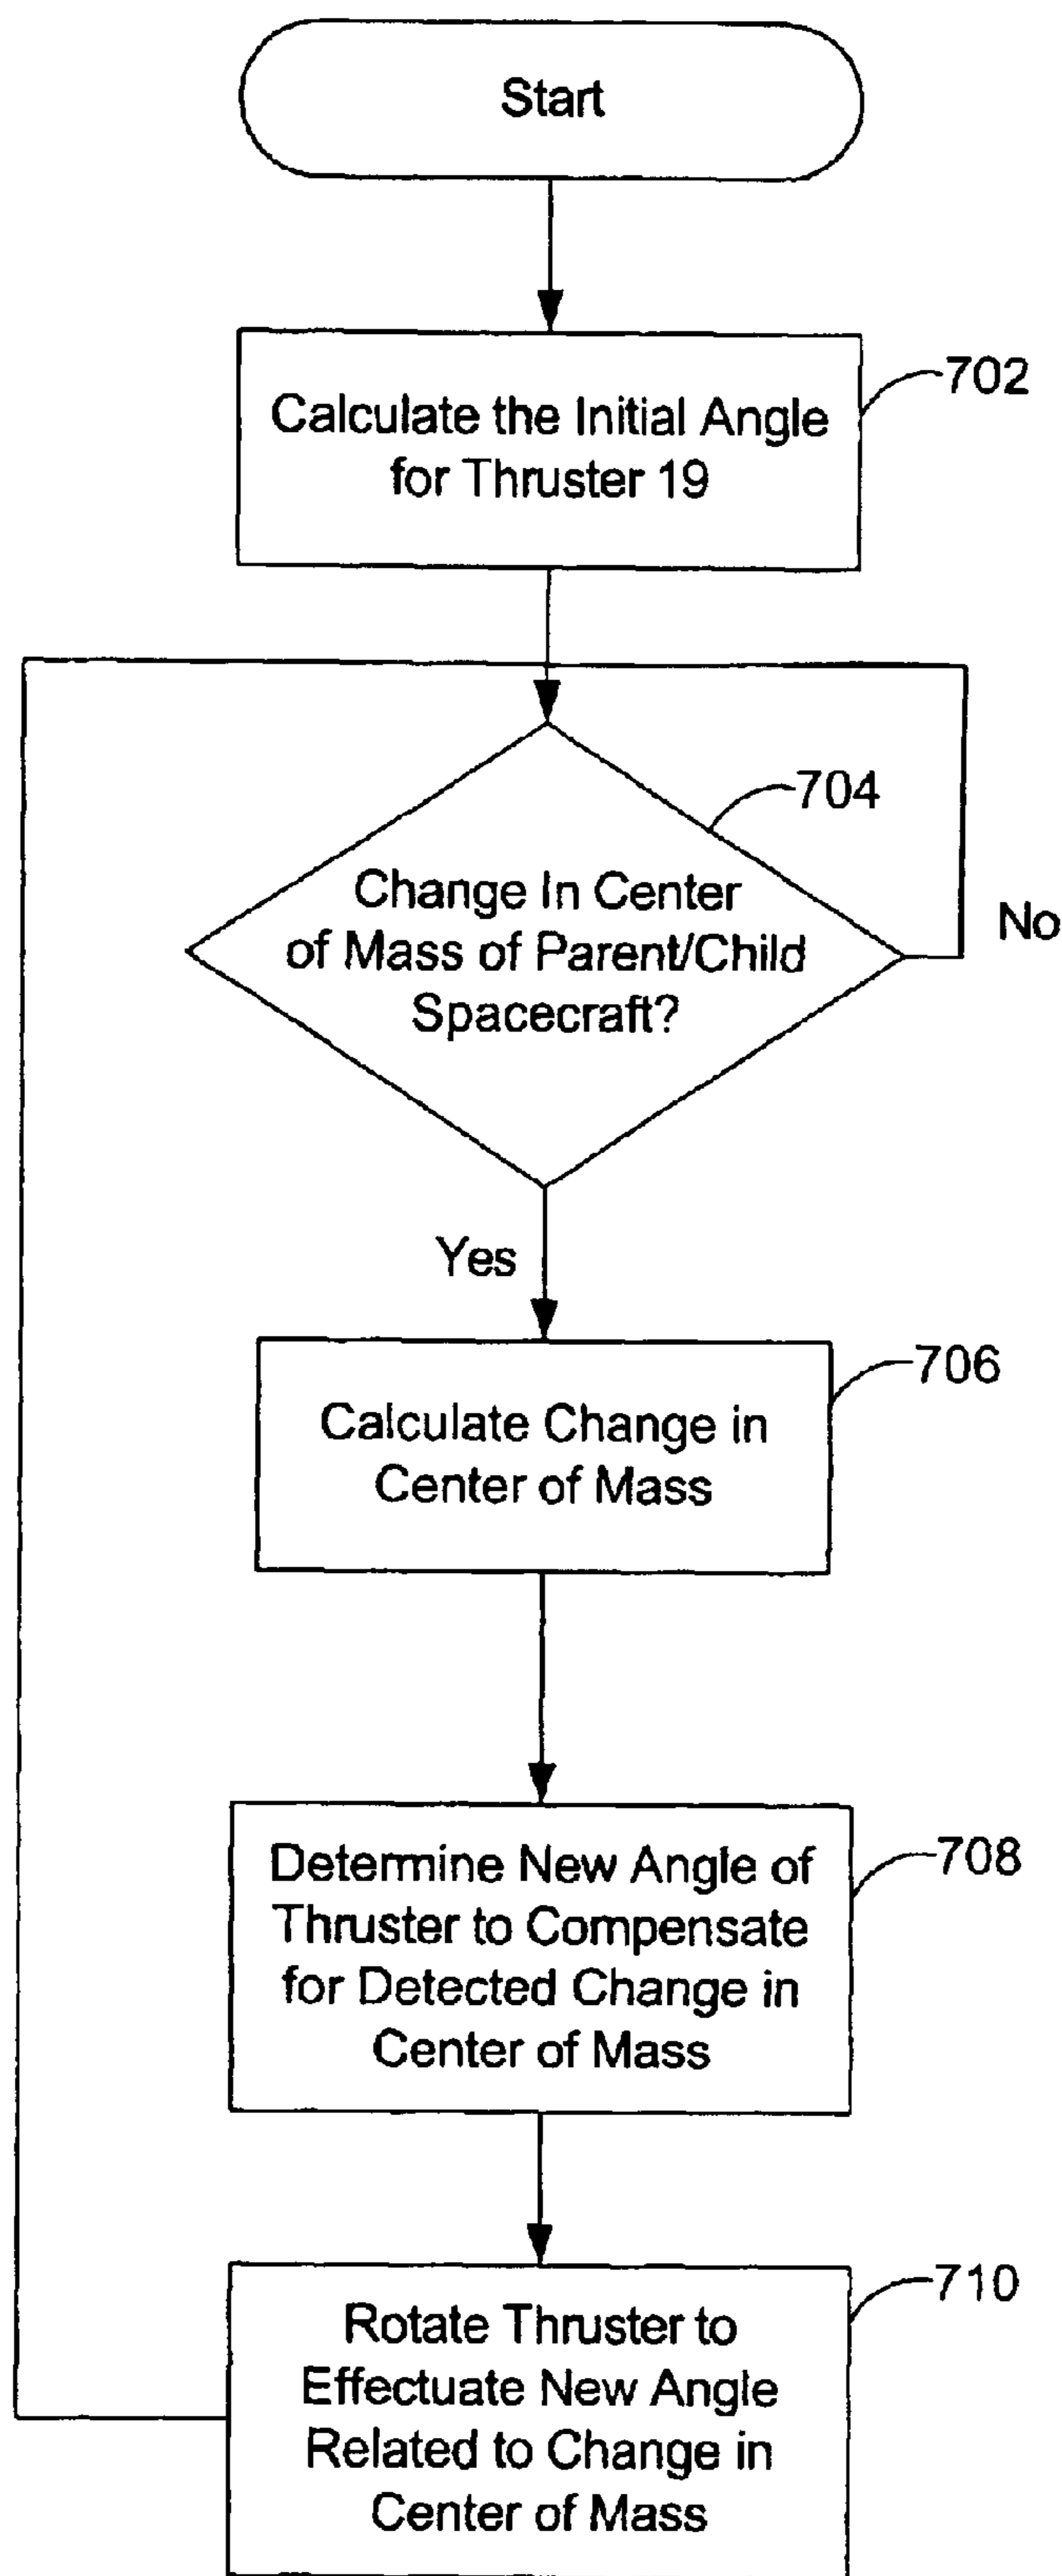 Start
702
Calculate the Initial Angle
for Thruster 19
704
Change In Center
of Mass of Parent/Child
Spacecraft?
No
Yes
706
Calculate Change in
Center of Mass
708
Determine New Angle of
Thruster to Compensate
for Detected Change in
Center of Mass
710
Rotate Thruster to
Effectuate New Angle
Related to Change in
Center of Mass